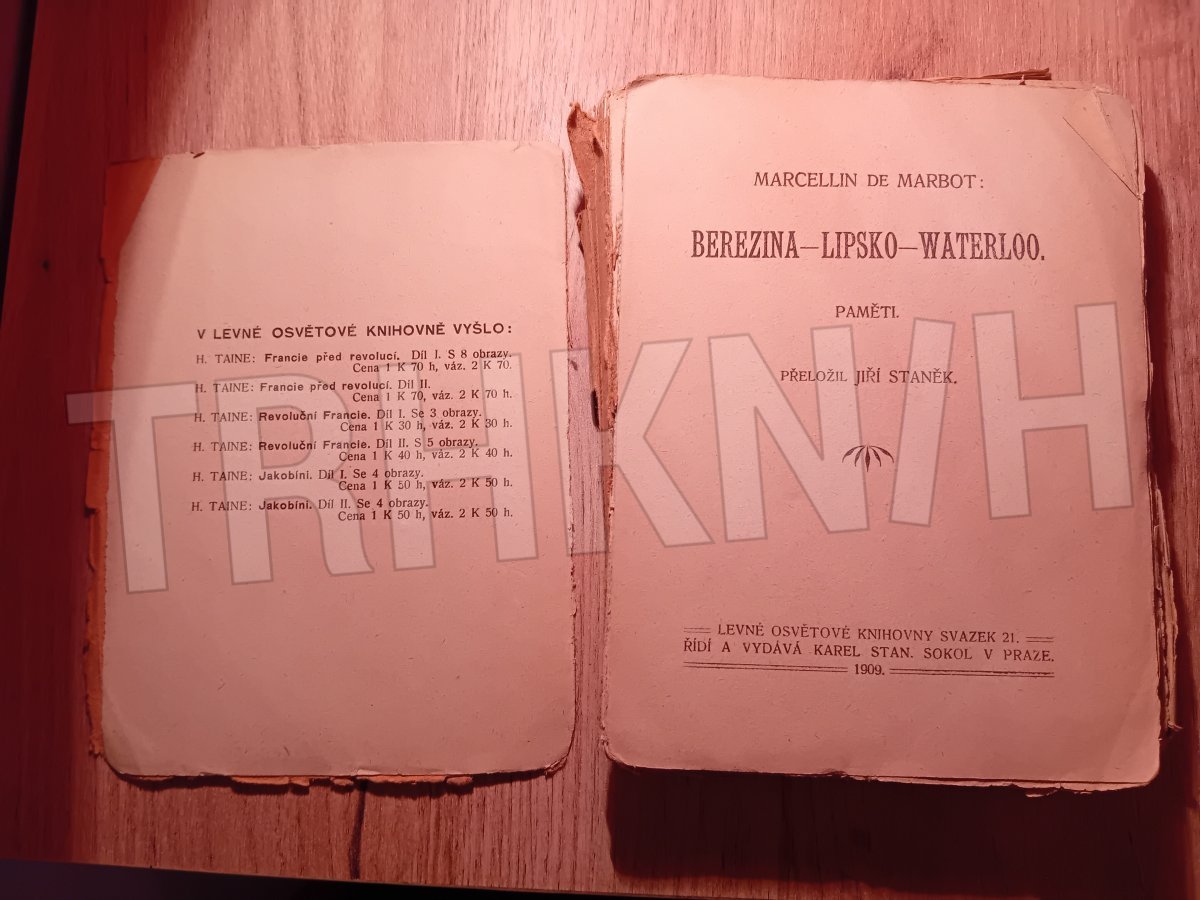 V LEVNÉ OSVĚTOVÉ KNIHOVNĚ VYŠLO:
H. TAINE: Francie před revolucí. Díl I. S 8 obrazy.
Cena 1 K 70 h, váz. 2 K 70.
H. TAINE: Francie před revolucí. Díl II.
Cena 1 K 70, váz. 2 K 70 h.
H. TAINE: Revoluční Francie. Díl I. Se 3 obrazy.
Cena 1 K 30 h, váz. 2 K 30 h.
H. TAINE: Revoluční Francie. Díl II. S 5 obrazy.
Cena 1 K 40 h, váz. 2 K 40 h.
H. TAINE: Jakobíni. Díl I. Se 4 obrazy.
Cena 1 K 50 h, váz. 2 K 50 h.
H. TAINE: Jakobíni. Díl II. Se 4 obrazy.
Cena 1 K 50 h, váz. 2 K 50 h.
MARCELLIN DE MARBOT:
BEREZINA—LIPSKO—WATERLOO.
PAMĚTI.
PŘELOŽIL JIŘÍ STANĚK.
LEVNÉ OSVĚTOVÉ KNIHOVNY SVAZEK 21.
ŘÍDÍ A VYDÁVÁ KAREL STAN. SOKOL V PRAZE.
1909.
TRHKN/H